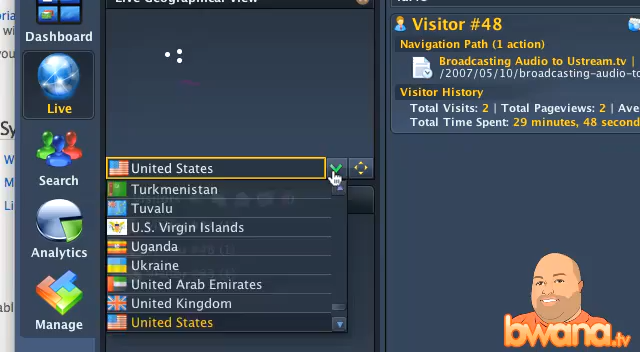 Live Geographical View
Dashboard
Live
Search
Analytics
Manage
United States
Turkmenistan
Tuvalu
U.S. Virgin Islands
Uganda
Ukraine
United Arab Emirates
United Kingdom
United States
Visitor #48
Navigation Path (1 action)
Broadcasting Audio to Ustream.tv |
/2007/05/10/broadcasting-audio-to
Visitor History
Total Visits: 2 | Total Pageviews: 2 | Ave
Total Time Spent: 29 minutes, 48 second
bwana.tv